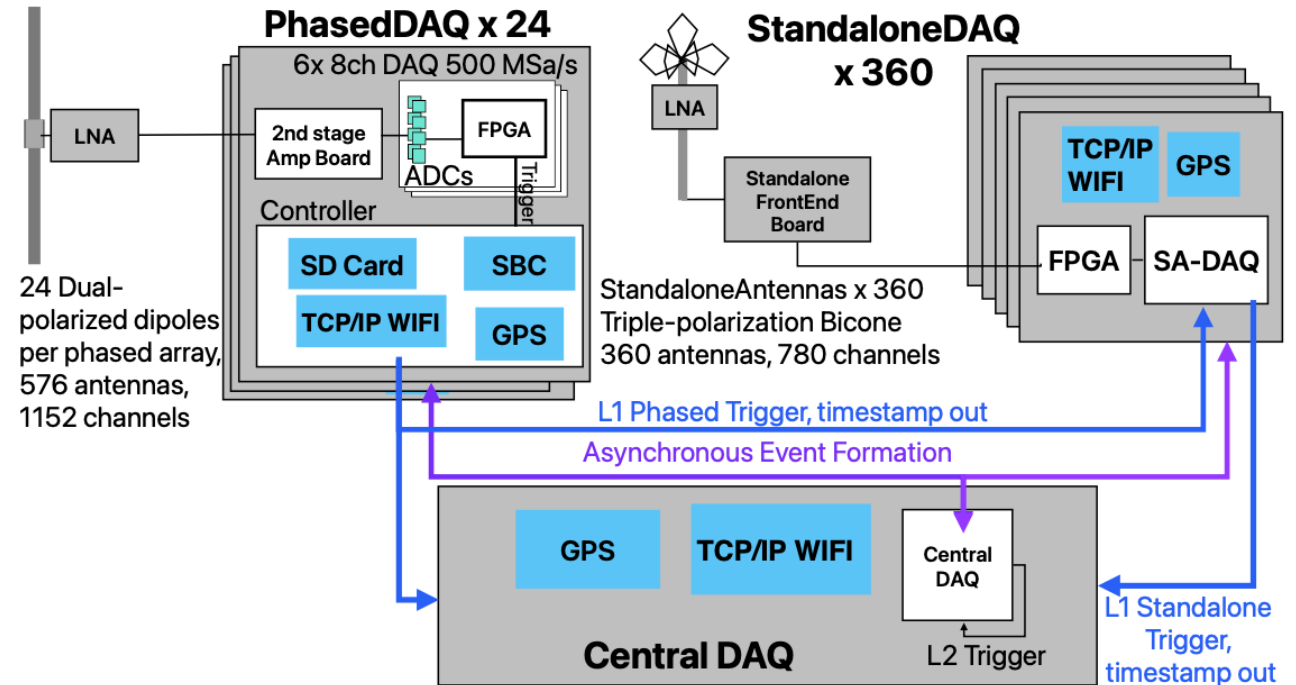 PhasedDAQ x 24
6x 8ch DAQ 500 MSa/s
LNA
2nd stage
Amp Board
FPGA
ADCs
Trigger
Controller
SD Card
SBC
TCP/IP WIFI
GPS
24 Dual-
polarized dipoles
per phased array,
576 antennas,
1152 channels
StandaloneDAQ
x 360
LNA
Standalone
FrontEnd
Board
TCP/IP
WIFI
GPS
FPGA
SA-DAQ
StandaloneAntennas x 360
Triple-polarization Bicone
360 antennas, 780 channels
L1 Phased Trigger, timestamp out
Asynchronous Event Formation
GPS
TCP/IP WIFI
Central
DAQ
L2 Trigger
Central DAQ
L1 Standalone
Trigger,
timestamp out